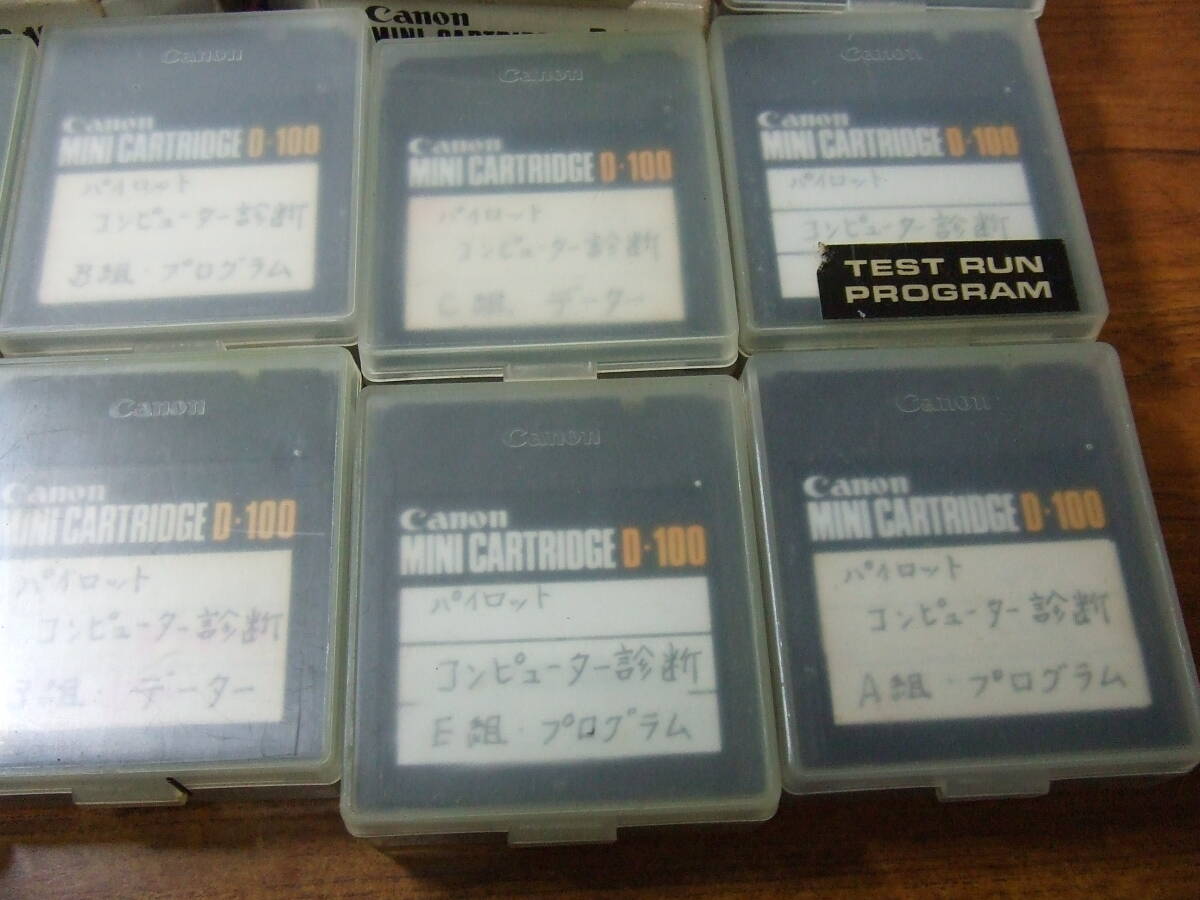 Canon
Canon
Canon
MINI CARTRIDGE D·100
パイロット
コンピューター診断
B組 プログラム
Canon
Canon
MINI CARTRIDGE D·100
パイロット
コンピューター診断
C組 データー
Canon
Canon
MINI CARTRIDGE D·100
パイロット
コンピューター診断
TEST RUN
PROGRAM
Canon
Canon
MINI CARTRIDGE D·100
パイロット
コンピューター診断
組・データー
Canon
Canon
MINI CARTRIDGE D·100
パイロット
コンピューター診断
E組・プログラム
Canon
Canon
MINI CARTRIDGE D·100
パイロット
コンピューター診断
A組・プログラム